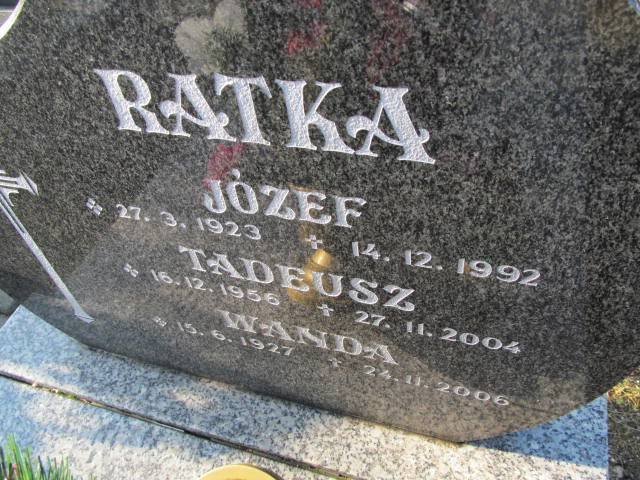 RATKA
JÓZEF
27. 3. 1923 14. 12. 1992
TADEUSZ
16. 12. 1956 27. 11. 2004
WANDA
15. 6. 1927 24. 11. 2006